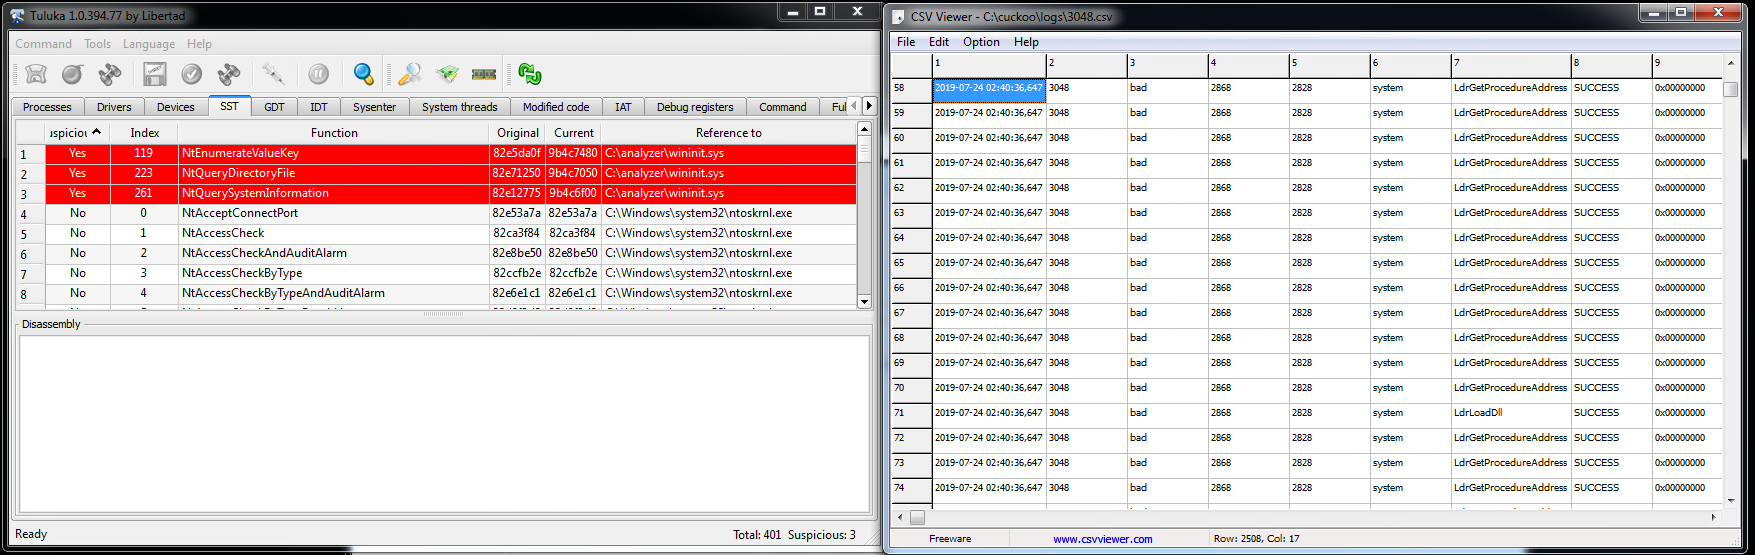 Tuluka 1.0.394.77 by Libertad
Command Tools Language Help
Processes Drivers Devices SST GDT IDT Sysenter System threads Modified code IAT Debug registers Command Ful
uspiciou Index Function Original Current Reference to
1 Yes 119 NtEnumerateValueKey 82e5da0f 9b4c7480 C:\analyzer\wininit.sys
2 Yes 223 NtQueryDirectoryFile 82e71250 9b4c7050 C:\analyzer\wininit.sys
3 Yes 261 NtQuerySystemInformation 82e12775 9b4c6f00 C:\analyzer\wininit.sys
4 No 0 NtAcceptConnectPort 82e53a7a 82e53a7a C:\Windows\system32\ntoskrnl.exe
5 No 1 NtAccessCheck 82ca3f84 82ca3f84 C:\Windows\system32\ntoskrnl.exe
6 No 2 NtAccessCheckAndAuditAlarm 82e8be50 82e8be50 C:\Windows\system32\ntoskrnl.exe
7 No 3 NtAccessCheckByType 82ccfb2e 82ccfb2e C:\Windows\system32\ntoskrnl.exe
8 No 4 NtAccessCheckByTypeAndAuditAlarm 82e6e1c1 82e6e1c1 C:\Windows\system32\ntoskrnl.exe
Disassembly
Ready Total: 401 Suspicious: 3
CSV Viewer - C:\cuckoo\logs\3048.csv
File Edit Option Help
1 2 3 4 5 6 7 8 9
58 2019-07-24 02:40:36,647 3048 bad 2868 2828 system LdrGetProcedureAddress SUCCESS 0x00000000
59 2019-07-24 02:40:36,647 3048 bad 2868 2828 system LdrGetProcedureAddress SUCCESS 0x00000000
60 2019-07-24 02:40:36,647 3048 bad 2868 2828 system LdrGetProcedureAddress SUCCESS 0x00000000
61 2019-07-24 02:40:36,647 3048 bad 2868 2828 system LdrGetProcedureAddress SUCCESS 0x00000000
62 2019-07-24 02:40:36,647 3048 bad 2868 2828 system LdrGetProcedureAddress SUCCESS 0x00000000
63 2019-07-24 02:40:36,647 3048 bad 2868 2828 system LdrGetProcedureAddress SUCCESS 0x00000000
64 2019-07-24 02:40:36,647 3048 bad 2868 2828 system LdrGetProcedureAddress SUCCESS 0x00000000
65 2019-07-24 02:40:36,647 3048 bad 2868 2828 system LdrGetProcedureAddress SUCCESS 0x00000000
66 2019-07-24 02:40:36,647 3048 bad 2868 2828 system LdrGetProcedureAddress SUCCESS 0x00000000
67 2019-07-24 02:40:36,647 3048 bad 2868 2828 system LdrGetProcedureAddress SUCCESS 0x00000000
68 2019-07-24 02:40:36,647 3048 bad 2868 2828 system LdrGetProcedureAddress SUCCESS 0x00000000
69 2019-07-24 02:40:36,647 3048 bad 2868 2828 system LdrGetProcedureAddress SUCCESS 0x00000000
70 2019-07-24 02:40:36,647 3048 bad 2868 2828 system LdrGetProcedureAddress SUCCESS 0x00000000
71 2019-07-24 02:40:36,647 3048 bad 2868 2828 system LdrLoadDll SUCCESS 0x00000000
72 2019-07-24 02:40:36,647 3048 bad 2868 2828 system LdrGetProcedureAddress SUCCESS 0x00000000
73 2019-07-24 02:40:36,647 3048 bad 2868 2828 system LdrGetProcedureAddress SUCCESS 0x00000000
74 2019-07-24 02:40:36,647 3048 bad 2868 2828 system LdrGetProcedureAddress SUCCESS 0x00000000
Freeware www.csvviewer.com Row: 2508, Col: 17